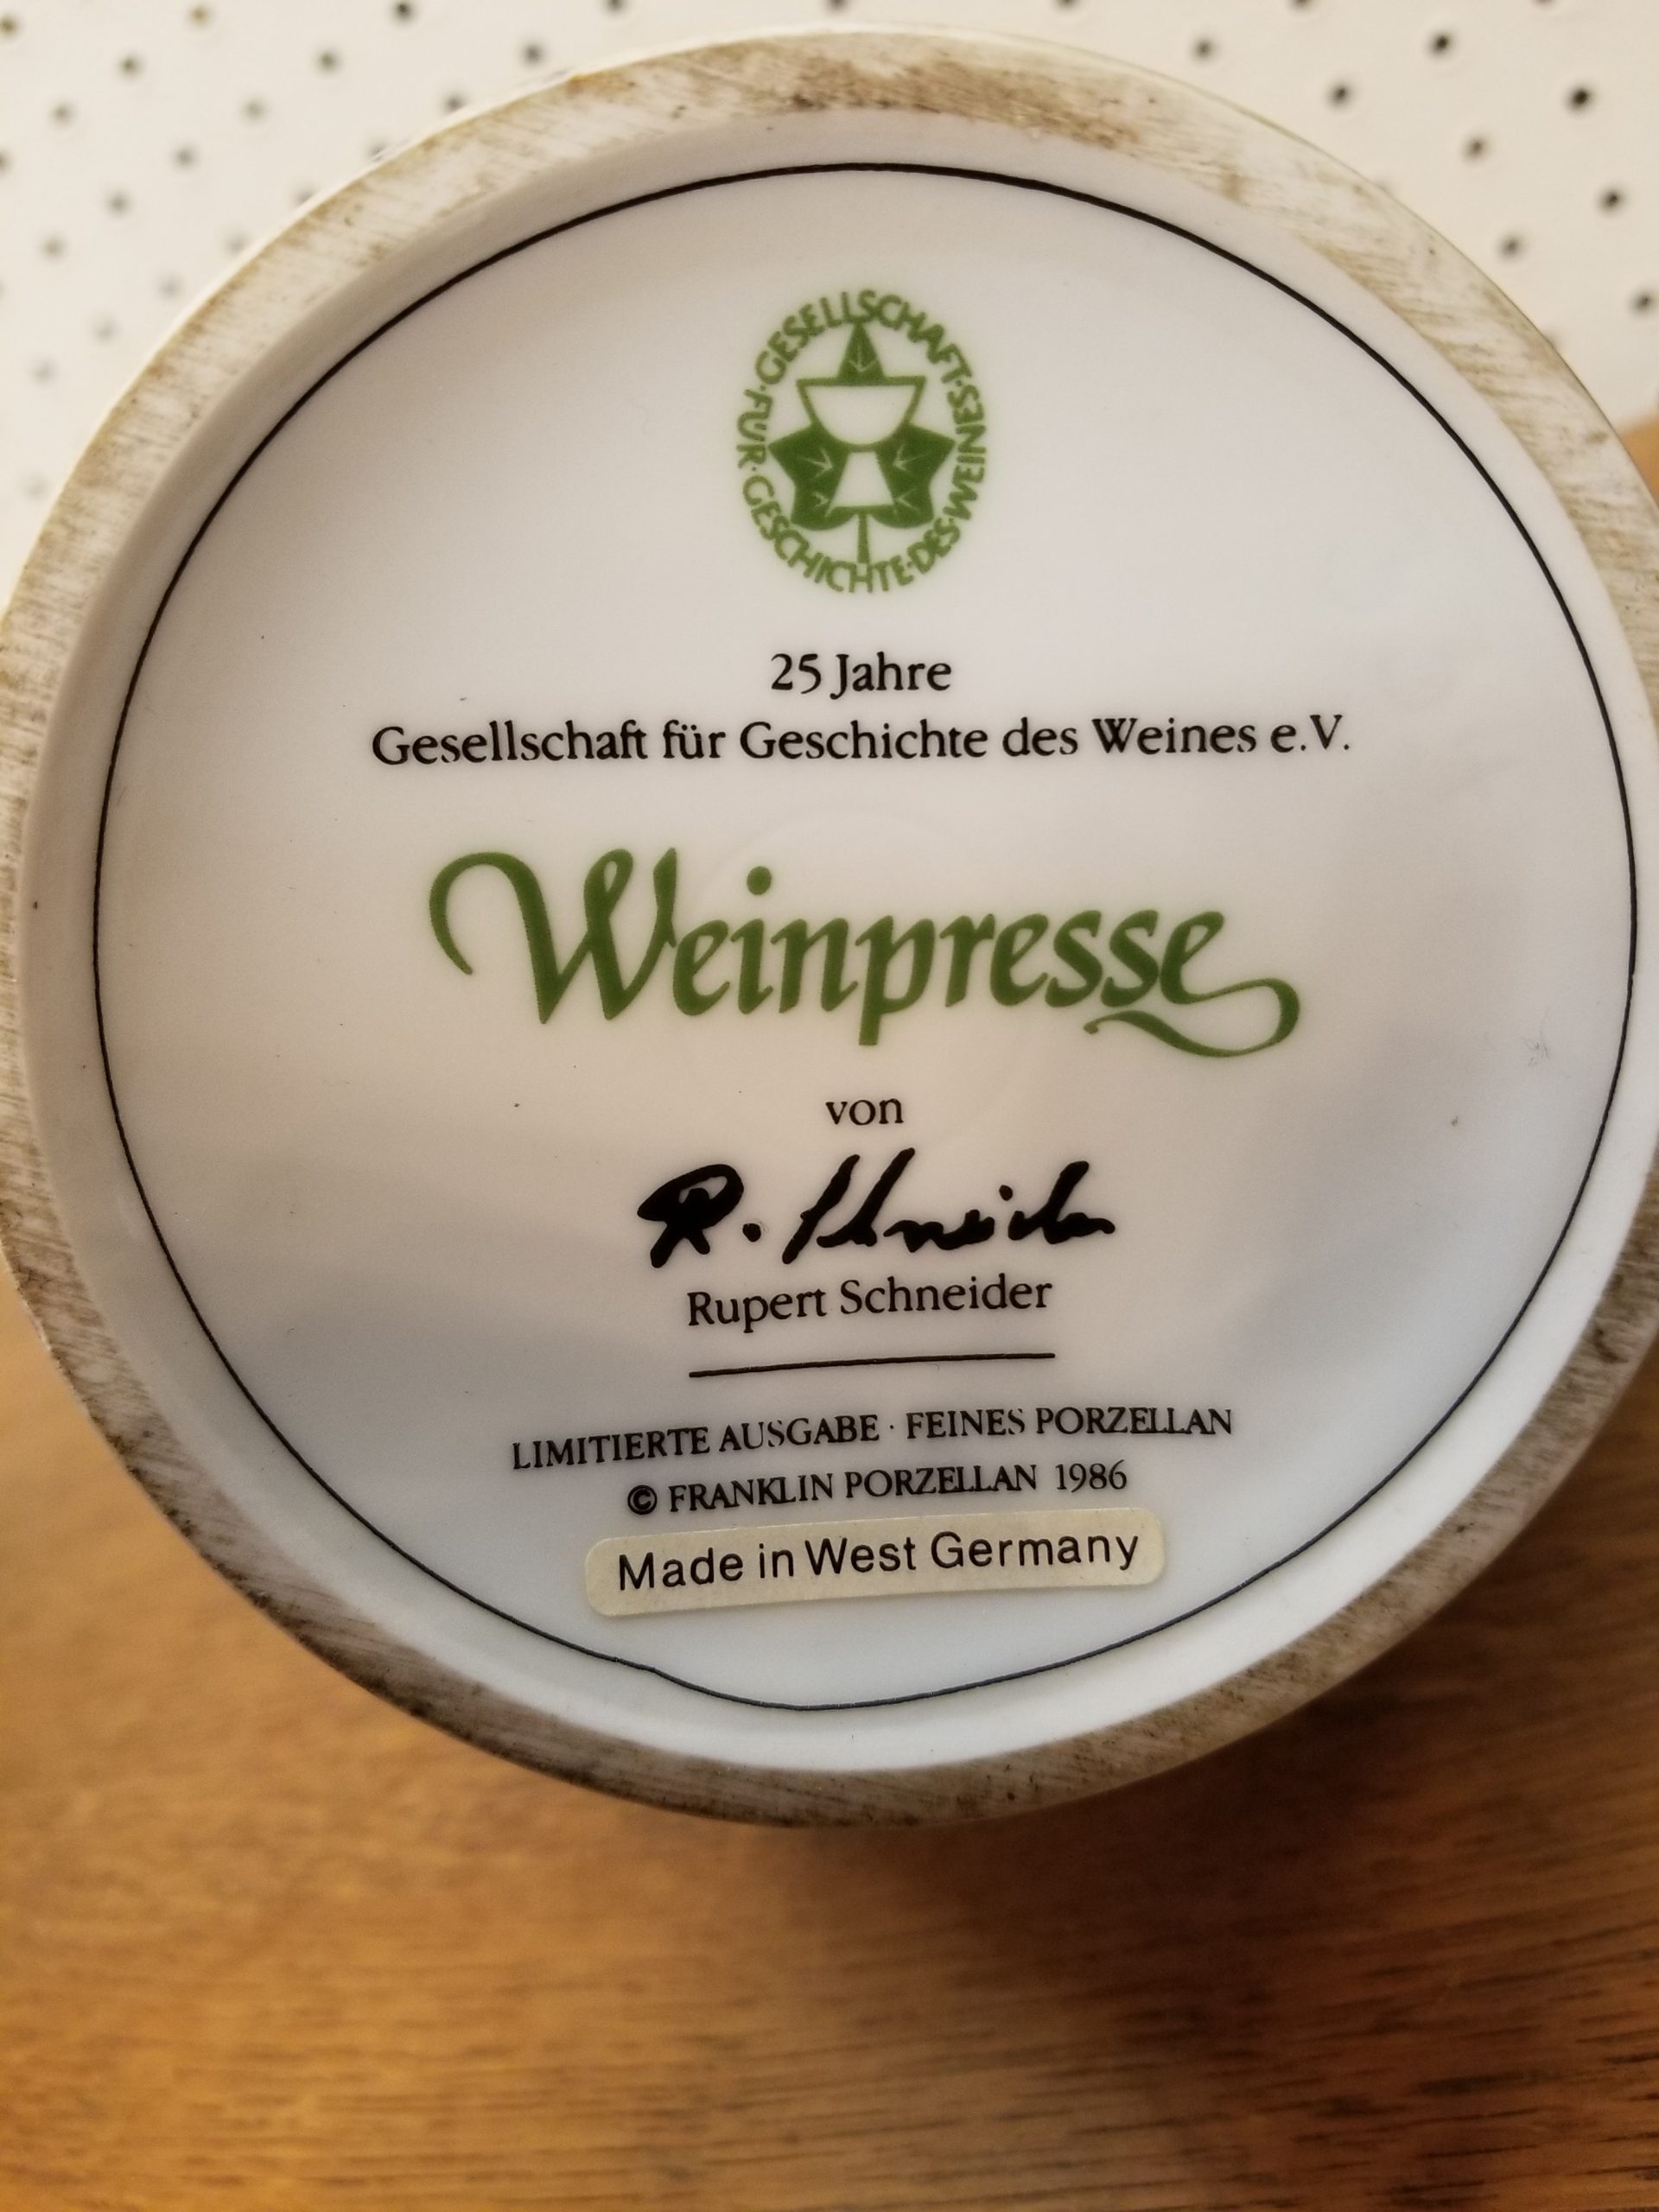 GESELLSCHAFT·FÜR·GESCHICHTE·DES·WEINES
25 Jahre
Gesellschaft für Geschichte des Weines e.V.
Weinpresse
von
R. Schneider
Rupert Schneider
LIMITIERTE AUSGABE · FEINES PORZELLAN
© FRANKLIN PORZELLAN 1986
Made in West Germany